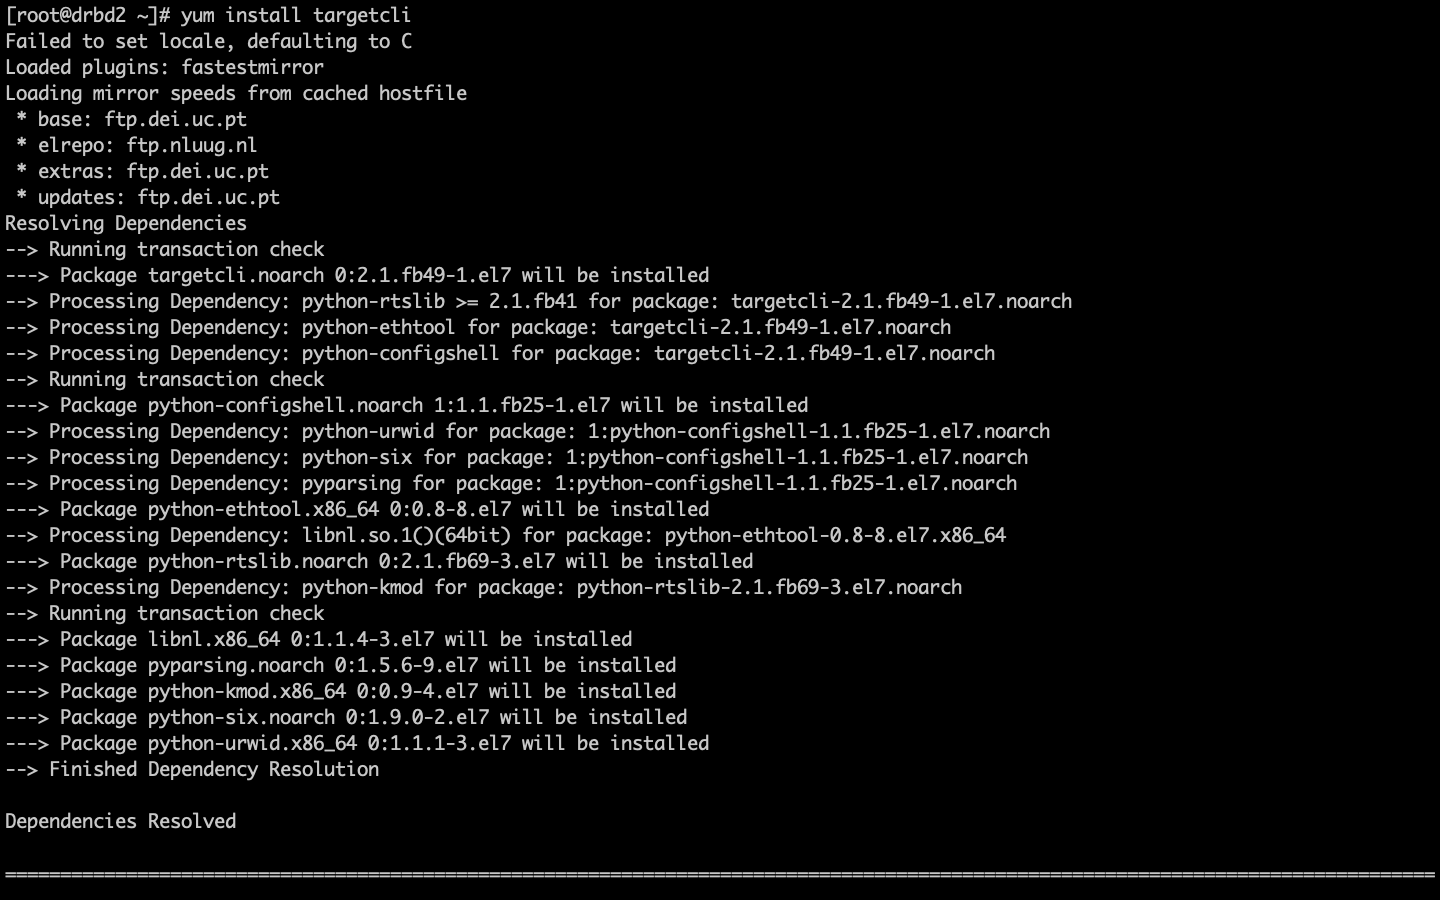 [root@drbd2 ~]# yum install targetcli
Failed to set locale, defaulting to C
Loaded plugins: fastestmirror
Loading mirror speeds from cached hostfile
 * base: ftp.dei.uc.pt
 * elrepo: ftp.nluug.nl
 * extras: ftp.dei.uc.pt
 * updates: ftp.dei.uc.pt
Resolving Dependencies
--> Running transaction check
---> Package targetcli.noarch 0:2.1.fb49-1.el7 will be installed
--> Processing Dependency: python-rtslib >= 2.1.fb41 for package: targetcli-2.1.fb49-1.el7.noarch
--> Processing Dependency: python-ethtool for package: targetcli-2.1.fb49-1.el7.noarch
--> Processing Dependency: python-configshell for package: targetcli-2.1.fb49-1.el7.noarch
--> Running transaction check
---> Package python-configshell.noarch 1:1.1.fb25-1.el7 will be installed
--> Processing Dependency: python-urwid for package: 1:python-configshell-1.1.fb25-1.el7.noarch
--> Processing Dependency: python-six for package: 1:python-configshell-1.1.fb25-1.el7.noarch
--> Processing Dependency: pyparsing for package: 1:python-configshell-1.1.fb25-1.el7.noarch
---> Package python-ethtool.x86_64 0:0.8-8.el7 will be installed
--> Processing Dependency: libnl.so.1()(64bit) for package: python-ethtool-0.8-8.el7.x86_64
---> Package python-rtslib.noarch 0:2.1.fb69-3.el7 will be installed
--> Processing Dependency: python-kmod for package: python-rtslib-2.1.fb69-3.el7.noarch
--> Running transaction check
---> Package libnl.x86_64 0:1.1.4-3.el7 will be installed
---> Package pyparsing.noarch 0:1.5.6-9.el7 will be installed
---> Package python-kmod.x86_64 0:0.9-4.el7 will be installed
---> Package python-six.noarch 0:1.9.0-2.el7 will be installed
---> Package python-urwid.x86_64 0:1.1.1-3.el7 will be installed
--> Finished Dependency Resolution

Dependencies Resolved

==================================================================================================================================